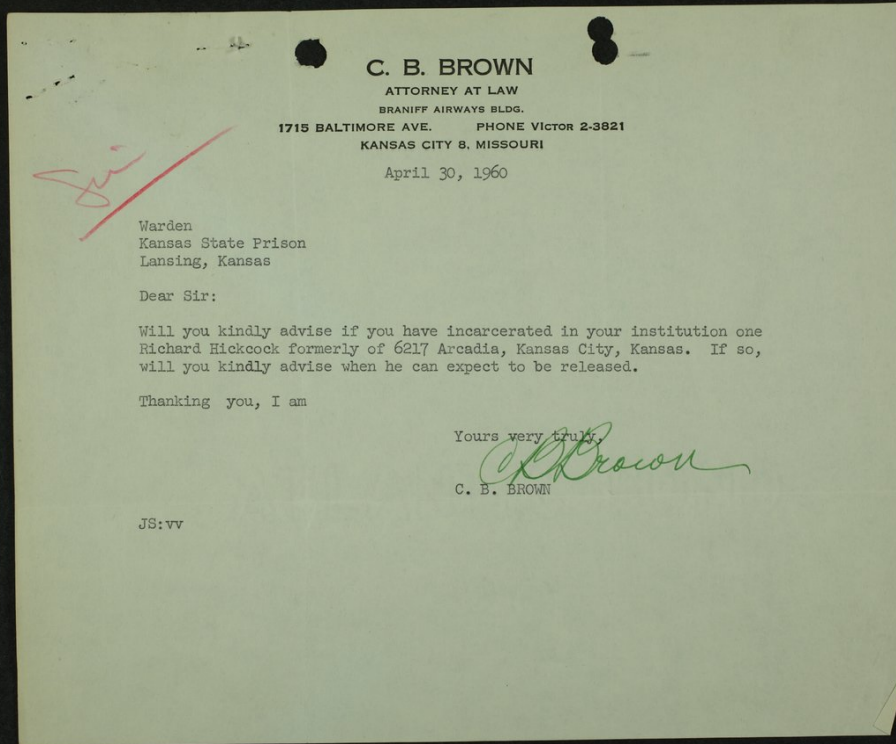 C. B. BROWN
ATTORNEY AT LAW
BRANIFF AIRWAYS BLDG.
1715 BALTIMORE AVE. PHONE VICTOR 2-3821
KANSAS CITY 8, MISSOURI
April 30, 1960
Warden
Kansas State Prison
Lansing, Kansas
Dear Sir:
Will you kindly advise if you have incarcerated in your institution one
Richard Hickcock formerly of 6217 Arcadia, Kansas City, Kansas. If so,
will you kindly advise when he can expect to be released.
Thanking you, I am
Yours very truly,
CB Brown
C. B. BROWN
JS:vv